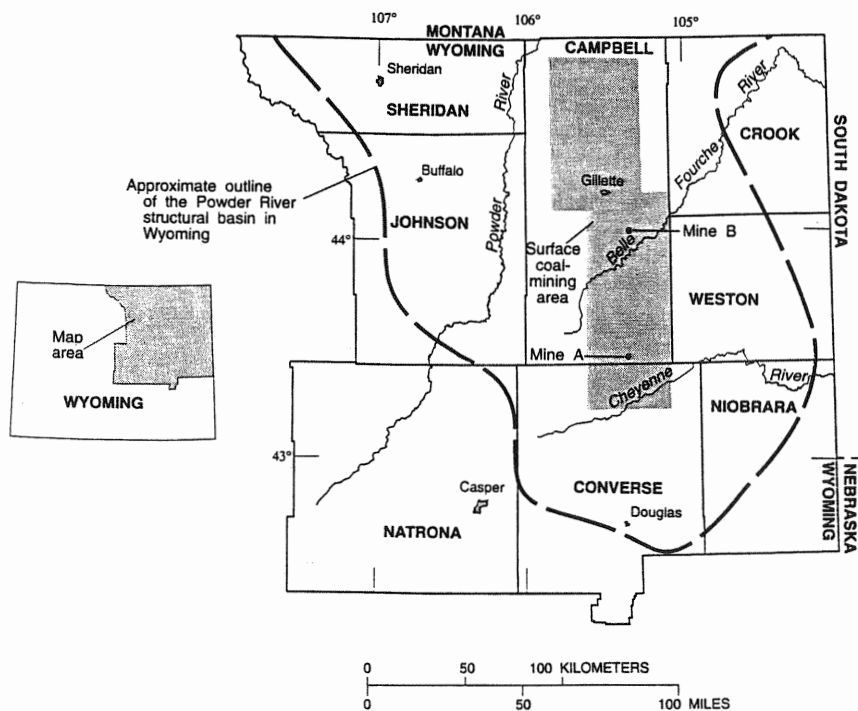 107°
106°
105°
MONTANA
WYOMING
CAMPBELL
Sheridan
SHERIDAN
River
River
CROOK
SOUTH DAKOTA
Buffalo
Gillette
Fourche
Approximate outline
of the Powder River
structural basin in
Wyoming
JOHNSON
Powder
44°
Surface
coal-
mining
area
Belle
Mine B
WESTON
Map
area
WYOMING
Mine A
Cheyenne
River
NIOBRARA
43°
Casper
CONVERSE
Douglas
NATRONA
WYOMING
NEBRASKA
0 50 100 KILOMETERS
0 50 100 MILES